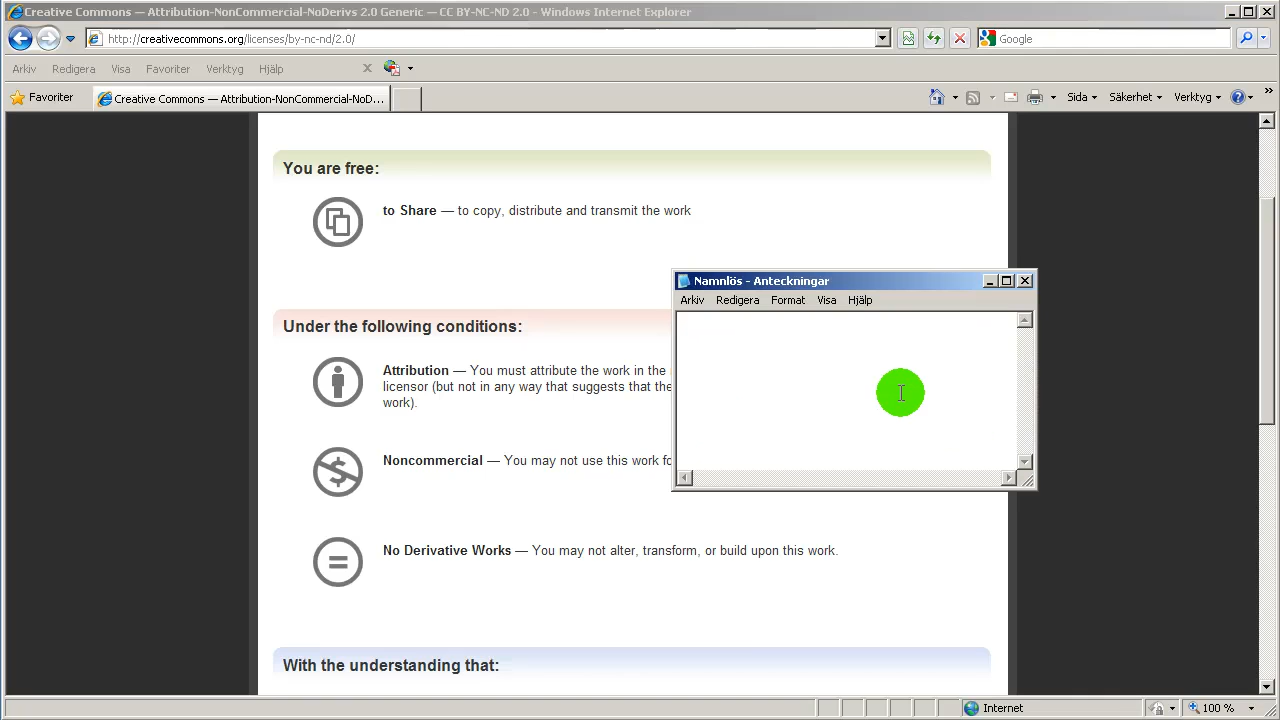 Creative Commons — Attribution-NonCommercial-NoDerivs 2.0 Generic — CC BY-NC-ND 2.0 - Windows Internet Explorer
http://creativecommons.org/licenses/by-nc-nd/2.0/
Google
Arkiv Redigera Visa Favoriter Verktyg Hjälp
Favoriter
Creative Commons — Attribution-NonCommercial-NoD...
Sida Säkerhet Verktyg
You are free:
to Share — to copy, distribute and transmit the work
Namnlös - Anteckningar
Arkiv Redigera Format Visa Hjälp
Under the following conditions:
Attribution — You must attribute the work in the
licensor (but not in any way that suggests that the
work).
Noncommercial — You may not use this work fo
No Derivative Works — You may not alter, transform, or build upon this work.
With the understanding that:
Internet
100 %